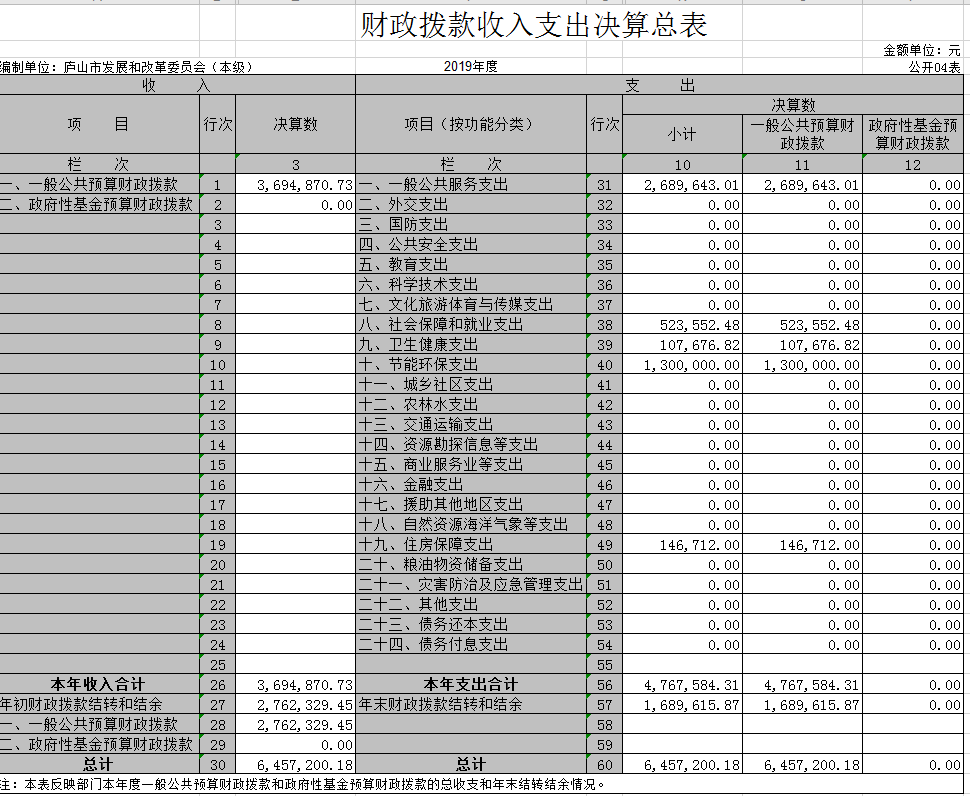 财政拨款收入支出决算总表
金额单位：元
编制单位：庐山市发展和改革委员会（本级） 2019年度 公开04表
收 入 支 出
项 目 行次 决算数 项目（按功能分类） 行次 决算数
小计 一般公共预算财政拨款 政府性基金预算财政拨款
栏 次 3 栏 次 10 11 12
一、一般公共预算财政拨款 1 3,694,870.73 一、一般公共服务支出 31 2,689,643.01 2,689,643.01 0.00
二、政府性基金预算财政拨款 2 0.00 二、外交支出 32 0.00 0.00 0.00
3 三、国防支出 33 0.00 0.00 0.00
4 四、公共安全支出 34 0.00 0.00 0.00
5 五、教育支出 35 0.00 0.00 0.00
6 六、科学技术支出 36 0.00 0.00 0.00
7 七、文化旅游体育与传媒支出 37 0.00 0.00 0.00
8 八、社会保障和就业支出 38 523,552.48 523,552.48 0.00
9 九、卫生健康支出 39 107,676.82 107,676.82 0.00
10 十、节能环保支出 40 1,300,000.00 1,300,000.00 0.00
11 十一、城乡社区支出 41 0.00 0.00 0.00
12 十二、农林水支出 42 0.00 0.00 0.00
13 十三、交通运输支出 43 0.00 0.00 0.00
14 十四、资源勘探信息等支出 44 0.00 0.00 0.00
15 十五、商业服务业等支出 45 0.00 0.00 0.00
16 十六、金融支出 46 0.00 0.00 0.00
17 十七、援助其他地区支出 47 0.00 0.00 0.00
18 十八、自然资源海洋气象等支出 48 0.00 0.00 0.00
19 十九、住房保障支出 49 146,712.00 146,712.00 0.00
20 二十、粮油物资储备支出 50 0.00 0.00 0.00
21 二十一、灾害防治及应急管理支出 51 0.00 0.00 0.00
22 二十二、其他支出 52 0.00 0.00 0.00
23 二十三、债务还本支出 53 0.00 0.00 0.00
24 二十四、债务付息支出 54 0.00 0.00 0.00
25 55
本年收入合计 26 3,694,870.73 本年支出合计 56 4,767,584.31 4,767,584.31 0.00
年初财政拨款结转和结余 27 2,762,329.45 年末财政拨款结转和结余 57 1,689,615.87 1,689,615.87 0.00
一、一般公共预算财政拨款 28 2,762,329.45 58
二、政府性基金预算财政拨款 29 0.00 59
总计 30 6,457,200.18 总计 60 6,457,200.18 6,457,200.18 0.00
注：本表反映部门本年度一般公共预算财政拨款和政府性基金预算财政拨款的总收支和年末结转结余情况。